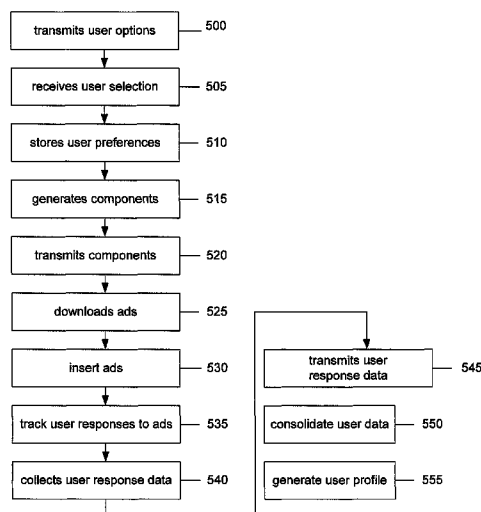 transmits user options 500
receives user selection 505
stores user preferences 510
generates components 515
transmits components 520
downloads ads 525
insert ads 530
track user responses to ads 535
collects user response data 540
transmits user
response data 545
consolidate user data 550
generate user profile 555